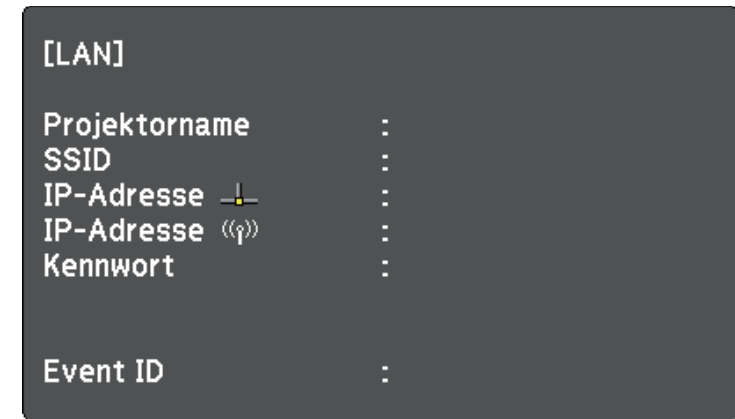 [LAN]
Projektorname :
SSID :
IP-Adresse :
IP-Adresse :
Kennwort :
Event ID :